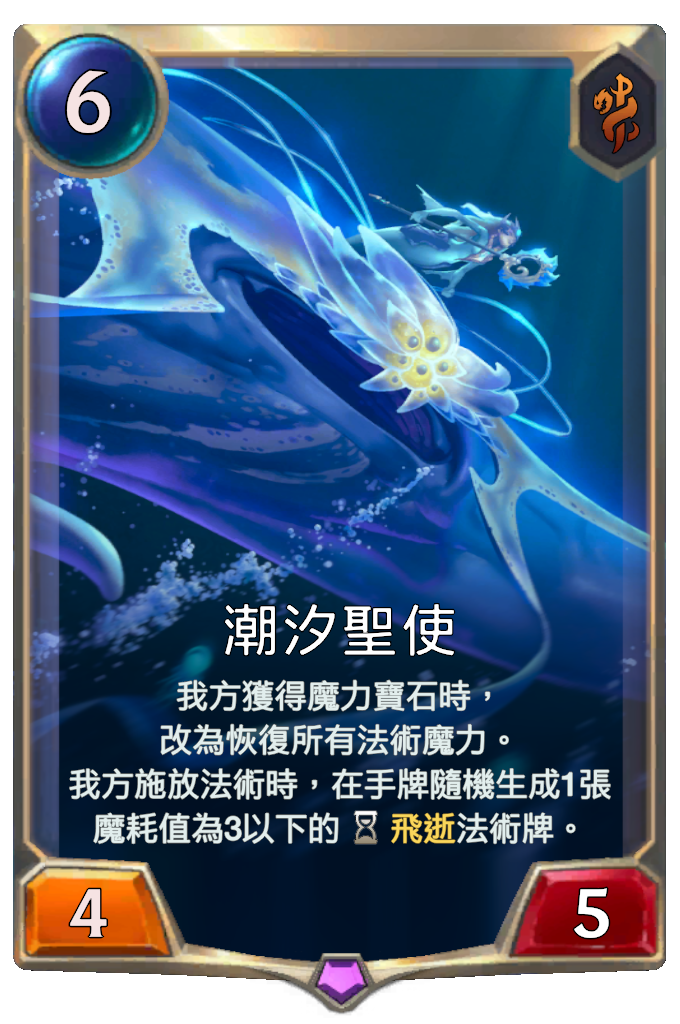 6
潮汐聖使
我方獲得魔力寶石時，
改為恢復所有法術魔力。
我方施放法術時，在手牌隨機生成1張
魔耗值為3以下的 飛逝法術牌。
4
5